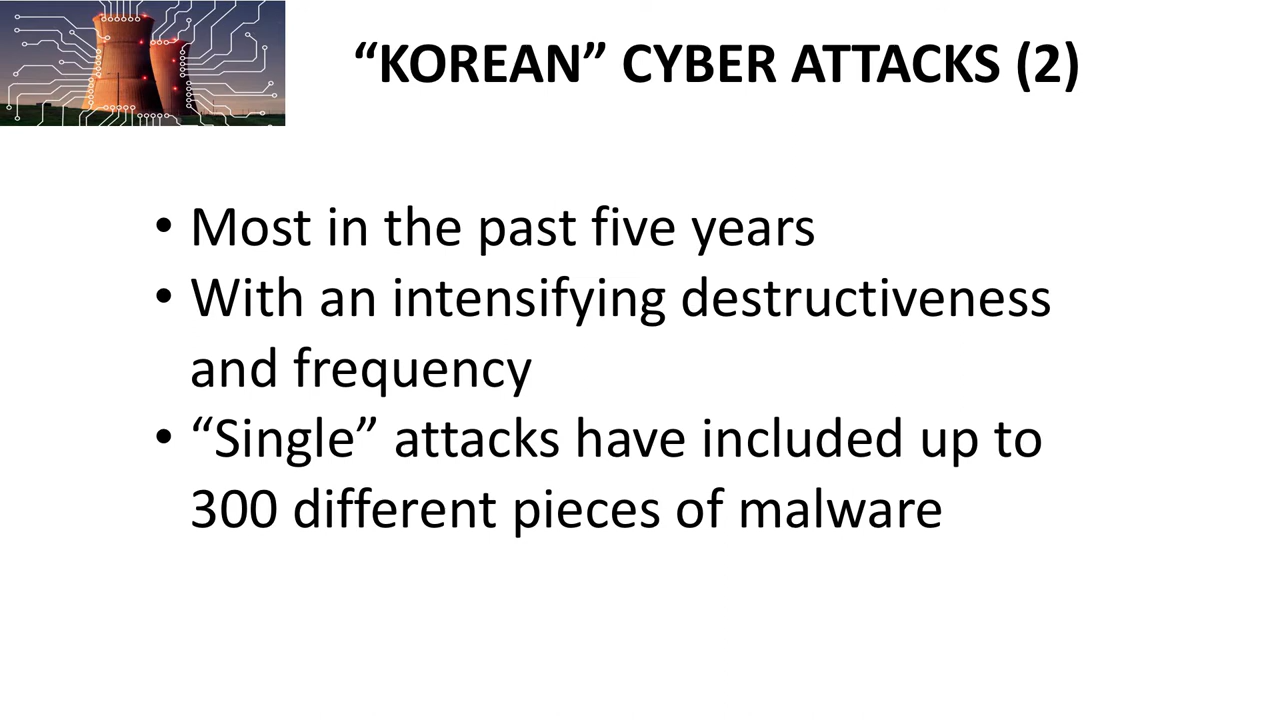 “KOREAN” CYBER ATTACKS (2)
• Most in the past five years
• With an intensifying destructiveness
and frequency
• “Single” attacks have included up to
300 different pieces of malware